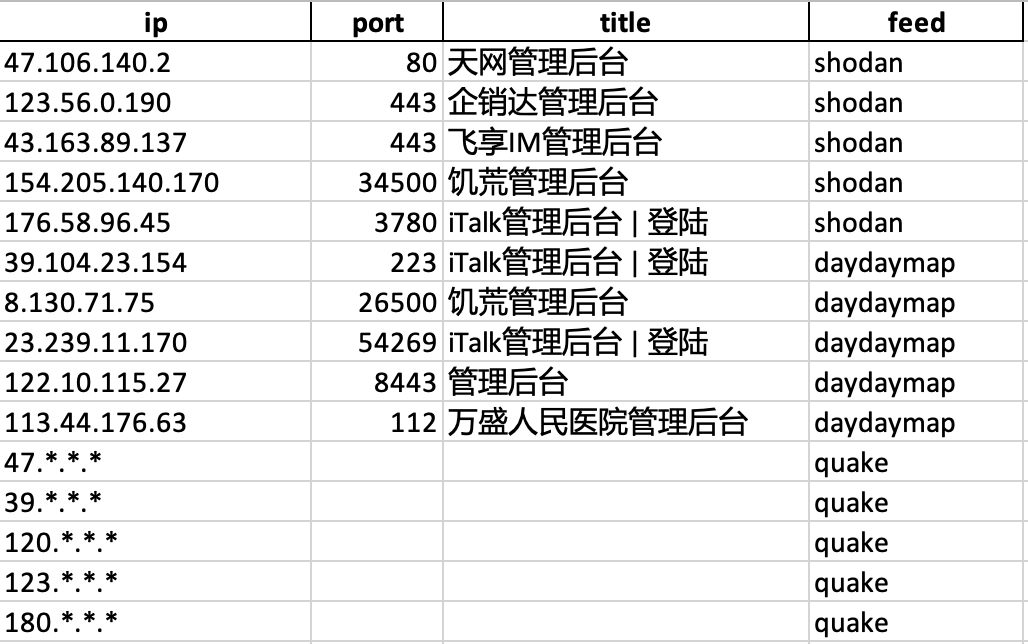 ip port title feed
47.106.140.2 80 天网管理后台 shodan
123.56.0.190 443 企销达管理后台 shodan
43.163.89.137 443 飞享IM管理后台 shodan
154.205.140.170 34500 饥荒管理后台 shodan
176.58.96.45 3780 iTalk管理后台 | 登陆 shodan
39.104.23.154 223 iTalk管理后台 | 登陆 daydaymap
8.130.71.75 26500 饥荒管理后台 daydaymap
23.239.11.170 54269 iTalk管理后台 | 登陆 daydaymap
122.10.115.27 8443 管理后台 daydaymap
113.44.176.63 112 万盛人民医院管理后台 daydaymap
47.*.*.* quake
39.*.*.* quake
120.*.*.* quake
123.*.*.* quake
180.*.*.* quake